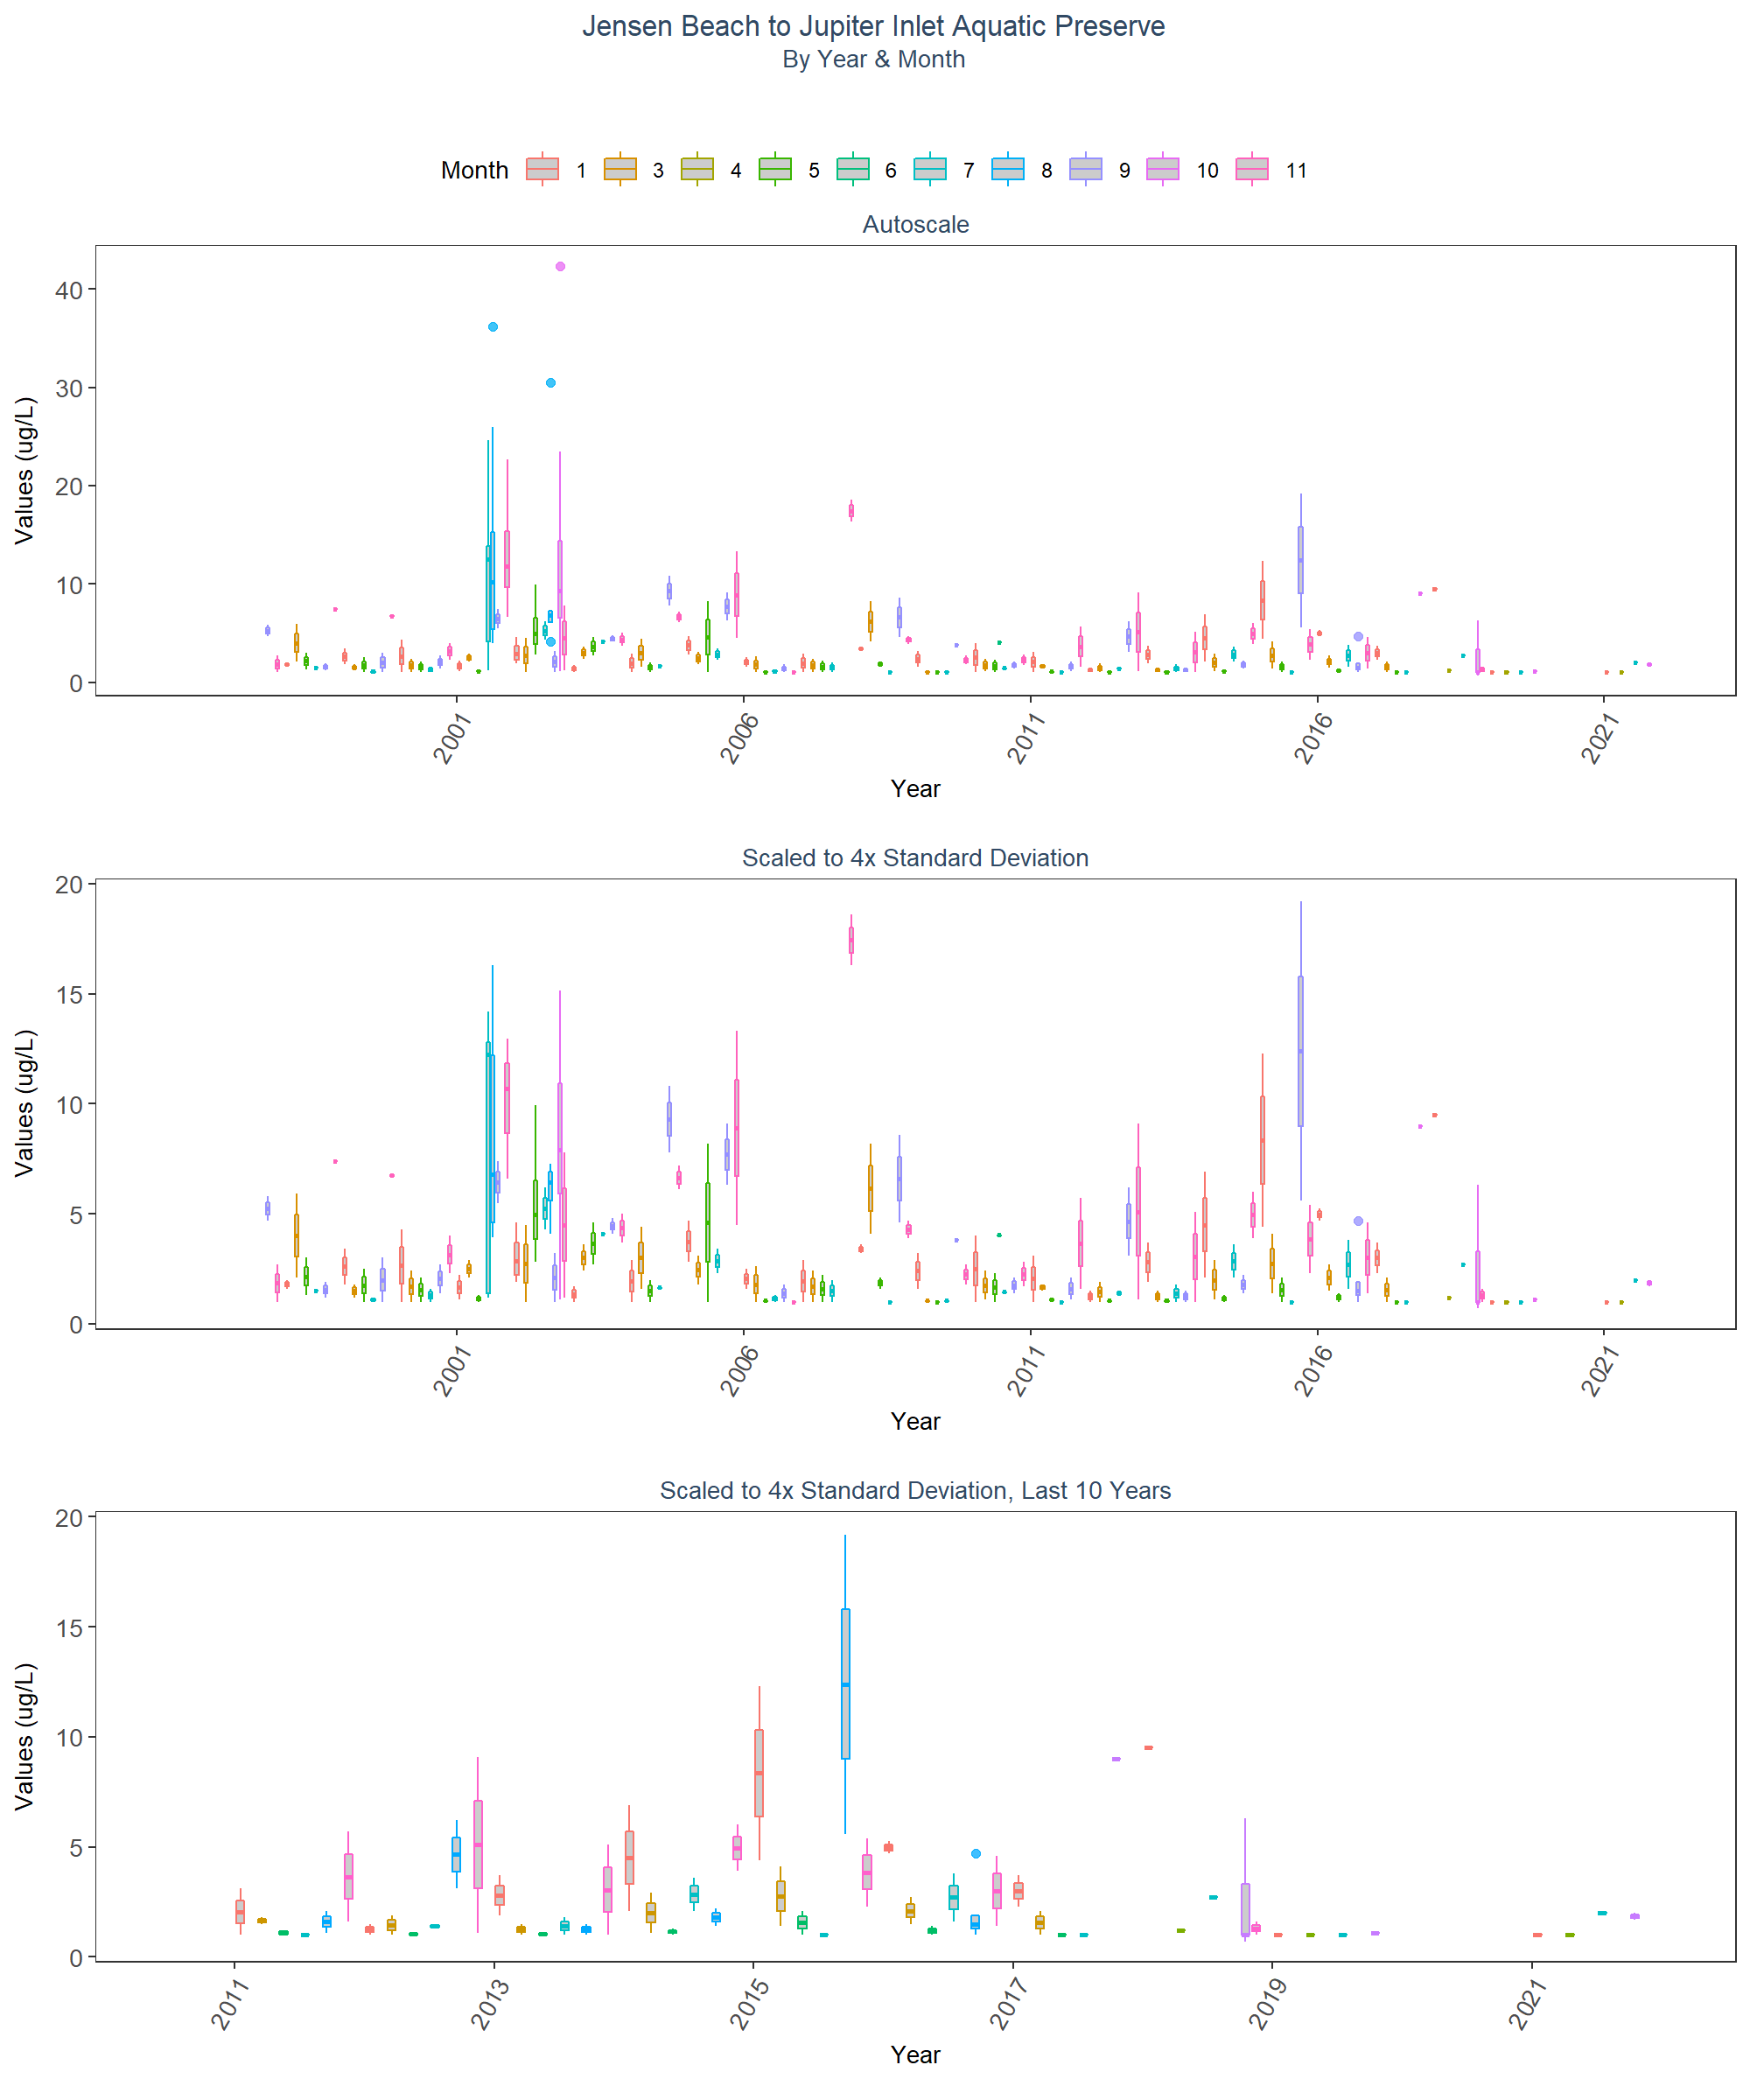 Jensen Beach to Jupiter Inlet Aquatic Preserve
By Year & Month
Month 1 3 4 5 6 7 8 9 10 11
Autoscale
Values (ug/L)
40
30
20
10
0
2001 2006 2011 2016 2021
Year
Scaled to 4x Standard Deviation
Values (ug/L)
20
15
10
5
0
2001 2006 2011 2016 2021
Year
Scaled to 4x Standard Deviation, Last 10 Years
Values (ug/L)
20
15
10
5
0
2011 2013 2015 2017 2019 2021
Year